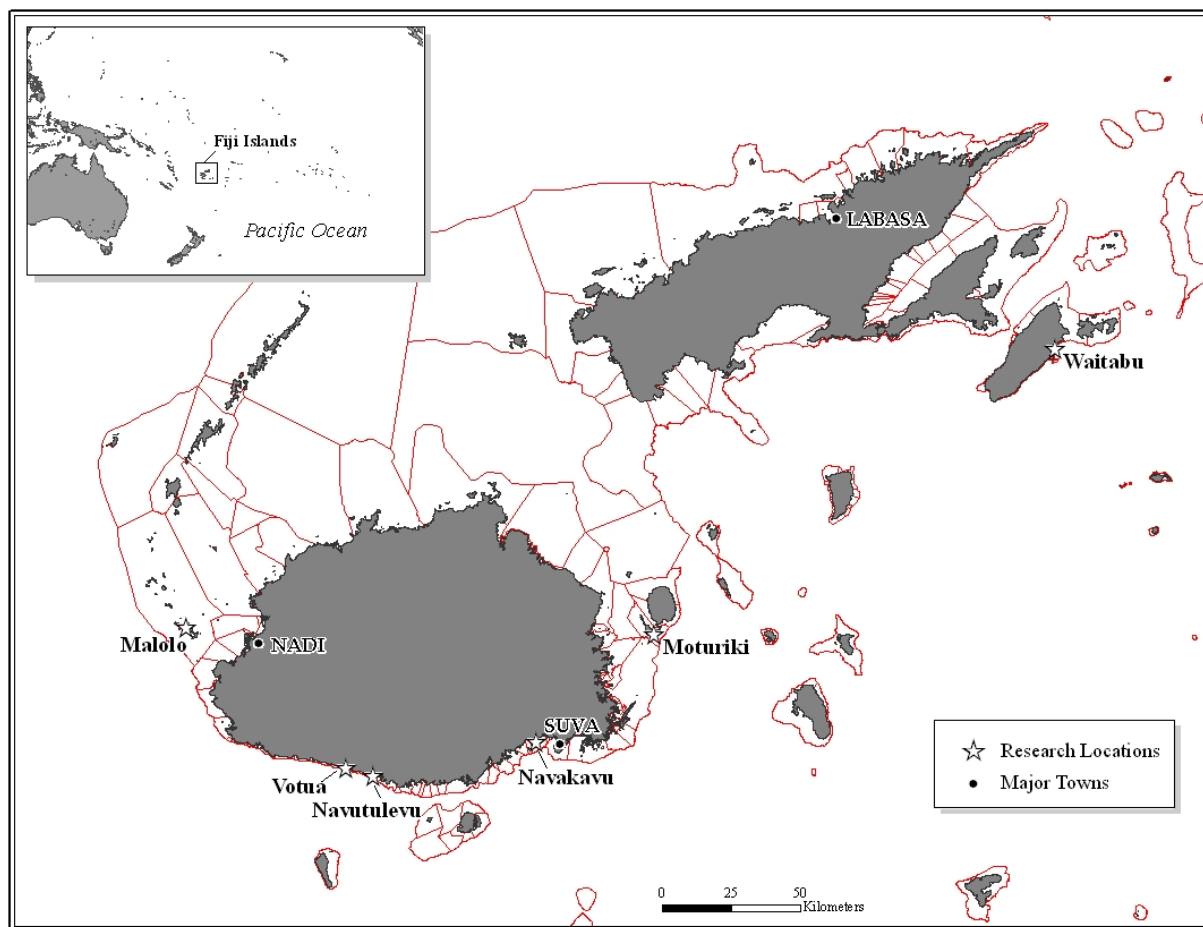 Fiji Islands
Pacific Ocean
LABASA
Waitabu
Malolo
NADI
Moturiki
SUVA
Navakavu
Votua
Navutulevu
Research Locations
Major Towns
0 25 50
Kilometers